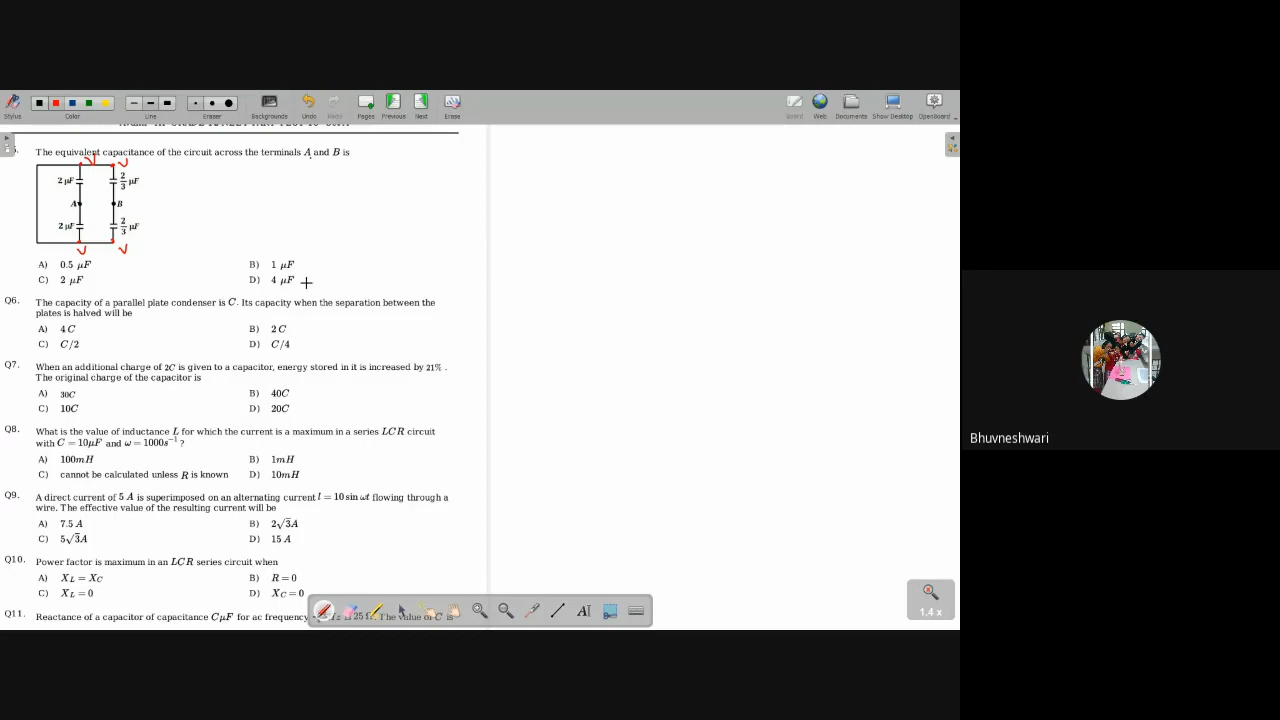 Stylus Color Line Eraser Backgrounds Undo Redo Pages Previous Next Erase Board Web Documents Show Desktop OpenBoard
5. The equivalent capacitance of the circuit across the terminals A and B is
V V
2 μF 2/3 μF
A B
2 μF 2/3 μF
V V
A) 0.5 μF B) 1 μF
C) 2 μF D) 4 μF
Q6. The capacity of a parallel plate condenser is C. Its capacity when the separation between the
plates is halved will be
A) 4 C B) 2 C
C) C/2 D) C/4
Q7. When an additional charge of 2C is given to a capacitor, energy stored in it is increased by 21% .
The original charge of the capacitor is
A) 30C B) 40C
C) 10C D) 20C
Q8. What is the value of inductance L for which the current is a maximum in a series LCR circuit
with C = 10μF and ω = 1000s⁻¹ ?
A) 100mH B) 1mH
C) cannot be calculated unless R is known D) 10mH
Q9. A direct current of 5 A is superimposed on an alternating current l = 10 sin ωt flowing through a
wire. The effective value of the resulting current will be
A) 7.5 A B) 2√3A
C) 5√3A D) 15 A
Q10. Power factor is maximum in an LCR series circuit when
A) X_L = X_C B) R = 0
C) X_L = 0 D) X_C = 0
Q11. Reactance of a capacitor of capacitance CμF for ac frequency 25 Ω. The value of C is
1.4 x
Bhuvneshwari